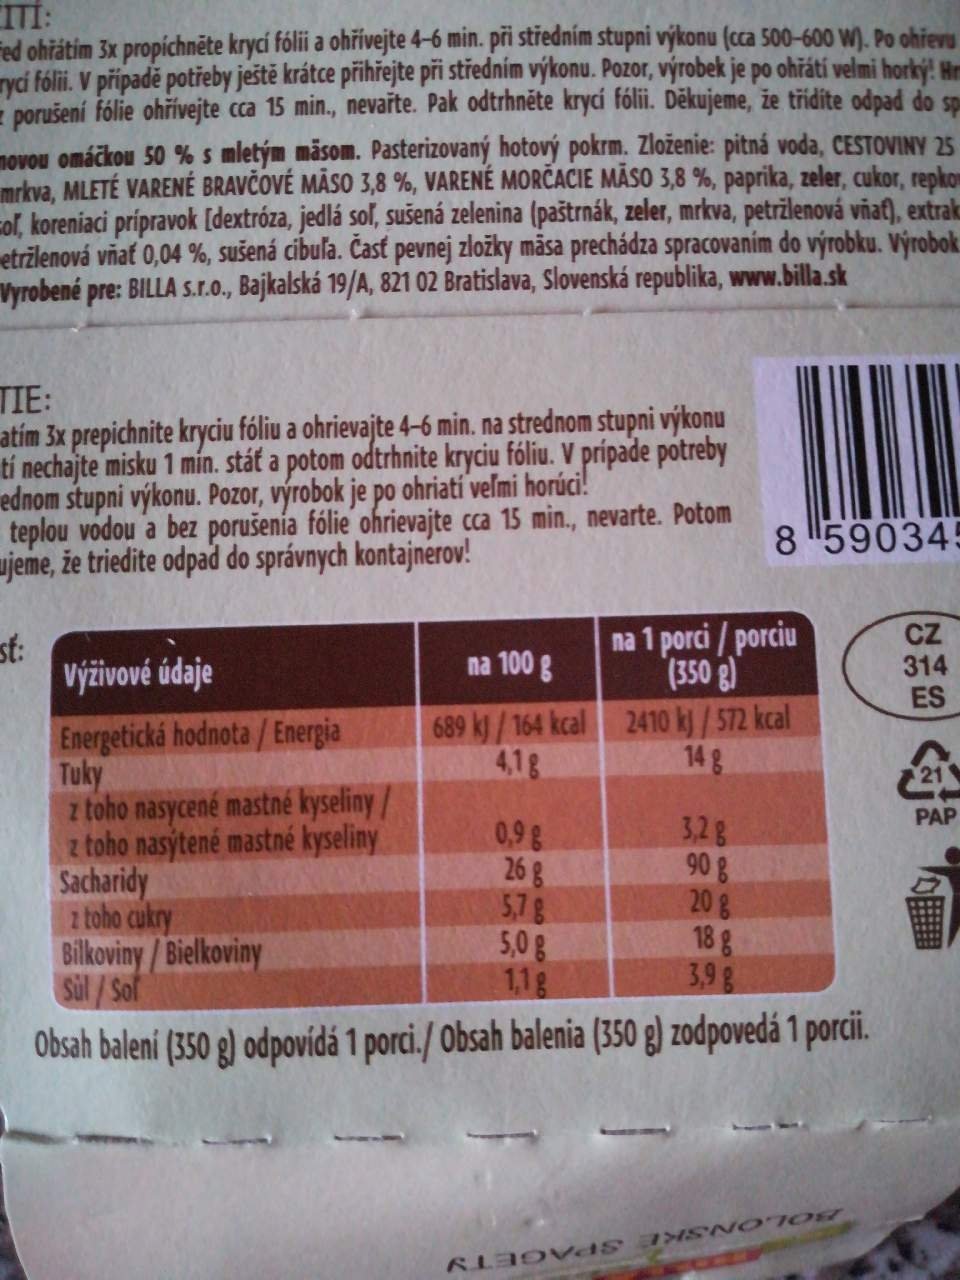 ITÍ:
řed ohřátím 3x propíchněte krycí fólii a ohřívejte 4-6 min. při středním stupni výkonu (cca 500-600 W). Po ohřevu
rycí fólii. V případě potřeby ještě krátce přihřejte při středním výkonu. Pozor, výrobek je po ohřátí velmi horký!
z porušení fólie ohřívejte cca 15 min., nevařte. Pak odtrhněte krycí fólii. Děkujeme, že třídíte odpad do sp
novou omáčkou 50 % s mletým mäsom. Pasterizovaný hotový pokrm. Zloženie: pitná voda, CESTOVINY 25
mrkva, MLETÉ VARENÉ BRAVČOVÉ MÄSO 3,8 %, VARENÉ MORČACIE MÄSO 3,8 %, paprika, zeler, cukor, repko
soľ, koreniaci prípravok [dextróza, jedlá soľ, sušená zelenina (paštrnák, zeler, mrkva, petržlenová vňať), extrak
etržlenová vňať 0,04 %, sušená cibuľa. Časť pevnej zložky mäsa prechádza spracovaním do výrobku. Výrobok
Vyrobené pre: BILLA s.r.o., Bajkalská 19/A, 821 02 Bratislava, Slovenská republika, www.billa.sk
TIE:
atím 3x prepichnite kryciu fóliu a ohrievajte 4-6 min. na strednom stupni výkonu
tí nechajte misku 1 min. stáť a potom odtrhnite kryciu fóliu. V prípade potreby
ednom stupni výkonu. Pozor, výrobok je po ohriatí veľmi horúci!
teplou vodou a bez porušenia fólie ohrievajte cca 15 min., nevarte. Potom
ujeme, že triedite odpad do správnych kontajnerov!
8 590345
sť:
Výživové údaje na 100 g na 1 porci / porciu (350 g)
Energetická hodnota / Energia 689 kJ / 164 kcal 2410 kJ / 572 kcal
Tuky 4,1 g 14 g
z toho nasycené mastné kyseliny /
z toho nasýtené mastné kyseliny 0,9 g 3,2 g
Sacharidy 26 g 90 g
z toho cukry 5,7 g 20 g
Bílkoviny / Bielkoviny 5,0 g 18 g
Sůl / Soľ 1,1 g 3,9 g
CZ
314
ES
21
PAP
Obsah balení (350 g) odpovídá 1 porci./ Obsah balenia (350 g) zodpovedá 1 porcii.
BOLONSKÉ ŠPAGETY